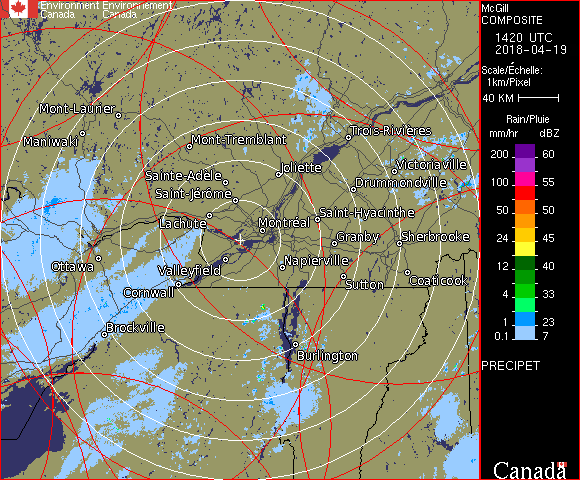 Environment Environnement
Canada Canada
McGill
COMPOSITE
1420 UTC
2018-04-19
Scale/Échelle:
1km/Pixel
40 KM
Rain/Pluie
mm/hr dBZ
200 60
100 55
50 50
24 45
12 40
4 33
1 23
0.1 7
PRECIPET
Canada
Mont-Laurier
Maniwaki
Mont-Tremblant
Trois-Rivières
Sainte-Adèle
Joliette
Victoriaville
Saint-Jérôme
Drummondville
Lachute
Montréal
Saint-Hyacinthe
Granby
Sherbrooke
Ottawa
Valleyfield
Napierville
Cornwall
Sutton
Coaticook
Brockville
Burlington